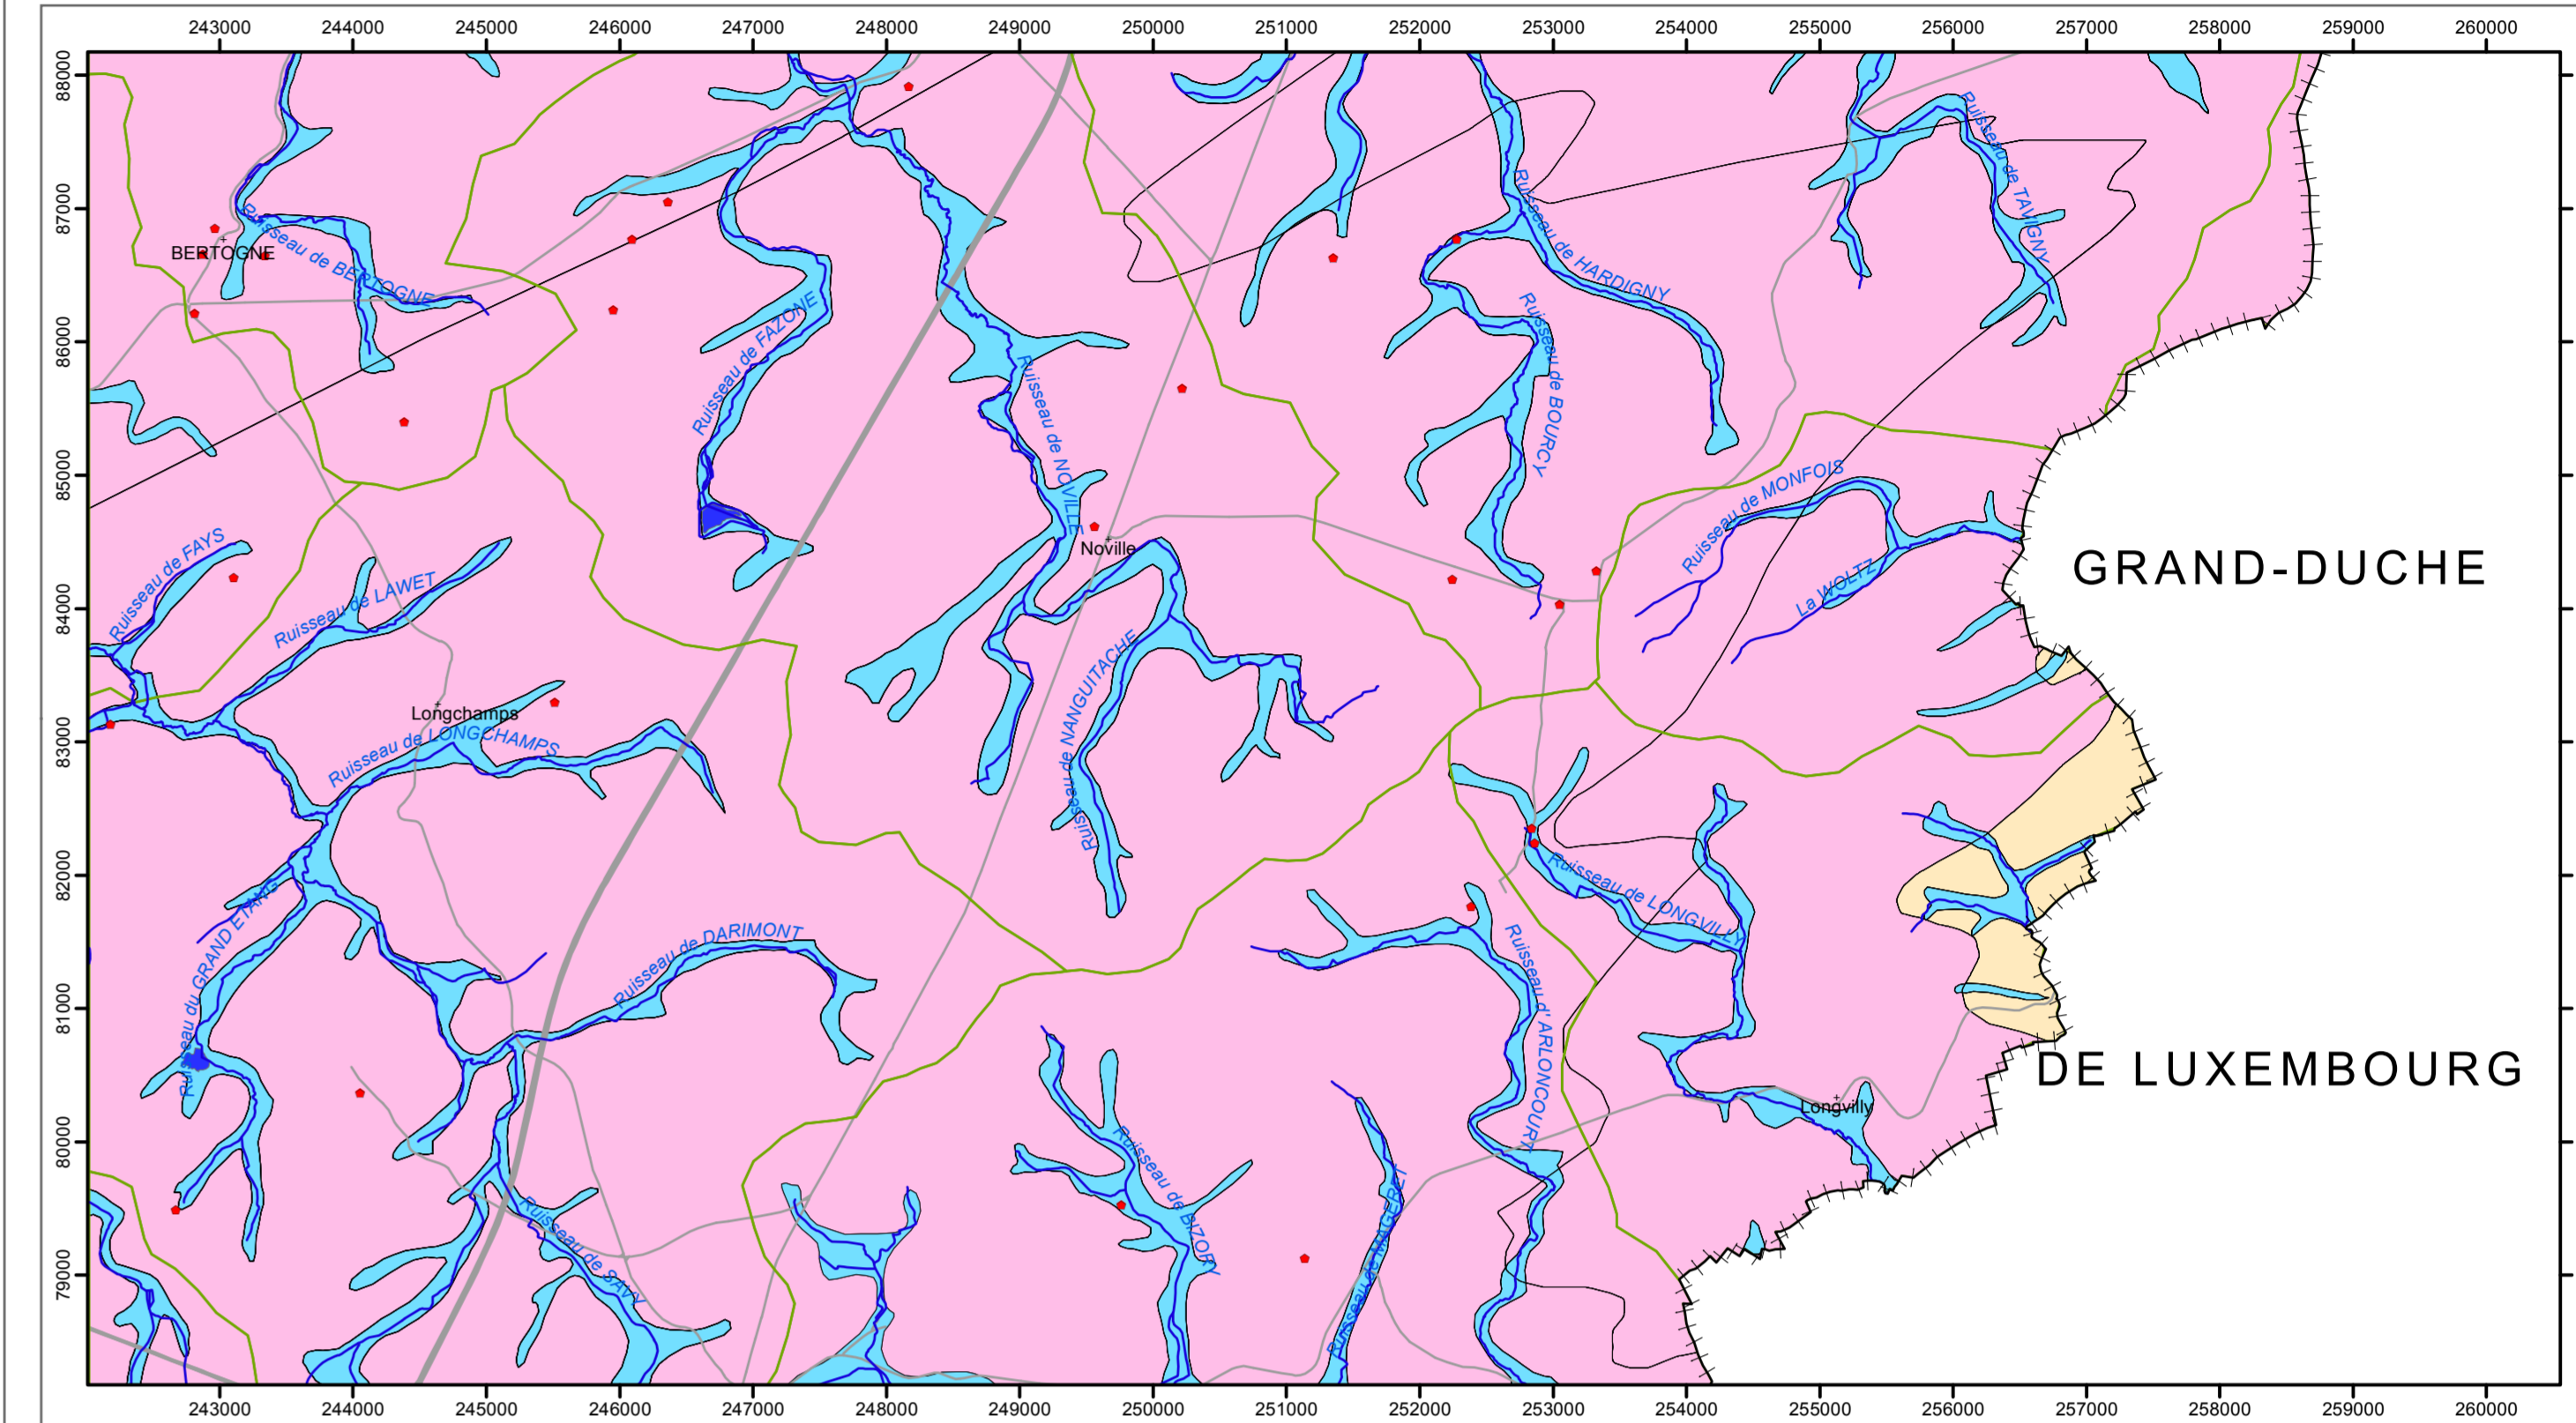 243000 244000 245000 246000 247000 248000 249000 250000 251000 252000 253000 254000 255000 256000 257000 258000 259000 260000
88000
87000
86000
85000
84000
83000
82000
81000
80000
79000
Ruisseau de TAVIGNY
Ruisseau de HARDIGNY
BERTOGNE
Ruisseau de BERTOGNE
Ruisseau de FAZONE
Ruisseau de BOURCY
Ruisseau de NOVILLE
Ruisseau de MONFOIS
Noville
Ruisseau de FAYS
Ruisseau de LAWET
La WOLTZ
GRAND-DUCHE
Ruisseau de NANGUITACHE
Longchamps
Ruisseau de LONGCHAMPS
Ruisseau de LONGVILLY
Ruisseau du GRAND ETANG
Ruisseau de DARIMONT
Ruisseau d' ARLONCOURT
DE LUXEMBOURG
Longvilly
Ruisseau de BIZORY
Ruisseau de MAGERET
Ruisseau de SAVY
243000 244000 245000 246000 247000 248000 249000 250000 251000 252000 253000 254000 255000 256000 257000 258000 259000 260000